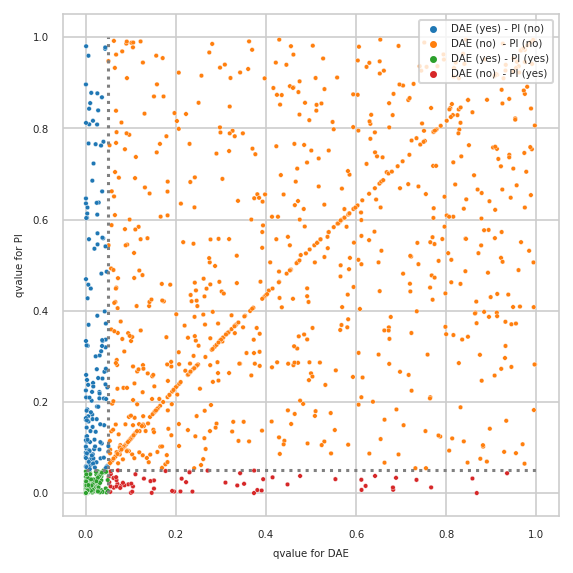 DAE (yes) - PI (no)
DAE (no) - PI (no)
DAE (yes) - PI (yes)
DAE (no) - PI (yes)
1.0
0.8
0.6
0.4
0.2
0.0
qvalue for PI
0.0 0.2 0.4 0.6 0.8 1.0
qvalue for DAE